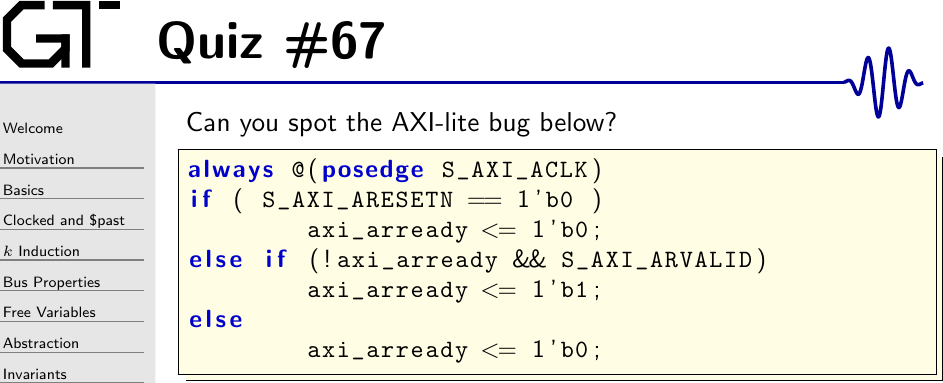 GT
Quiz #67
Welcome
Motivation
Basics
Clocked and $past
k Induction
Bus Properties
Free Variables
Abstraction
Invariants
Can you spot the AXI-lite bug below?
always @(posedge S_AXI_ACLK)
if ( S_AXI_ARESETN == 1'b0 )
axi_arready <= 1'b0;
else if (!axi_arready && S_AXI_ARVALID)
axi_arready <= 1'b1;
else
axi_arready <= 1'b0;